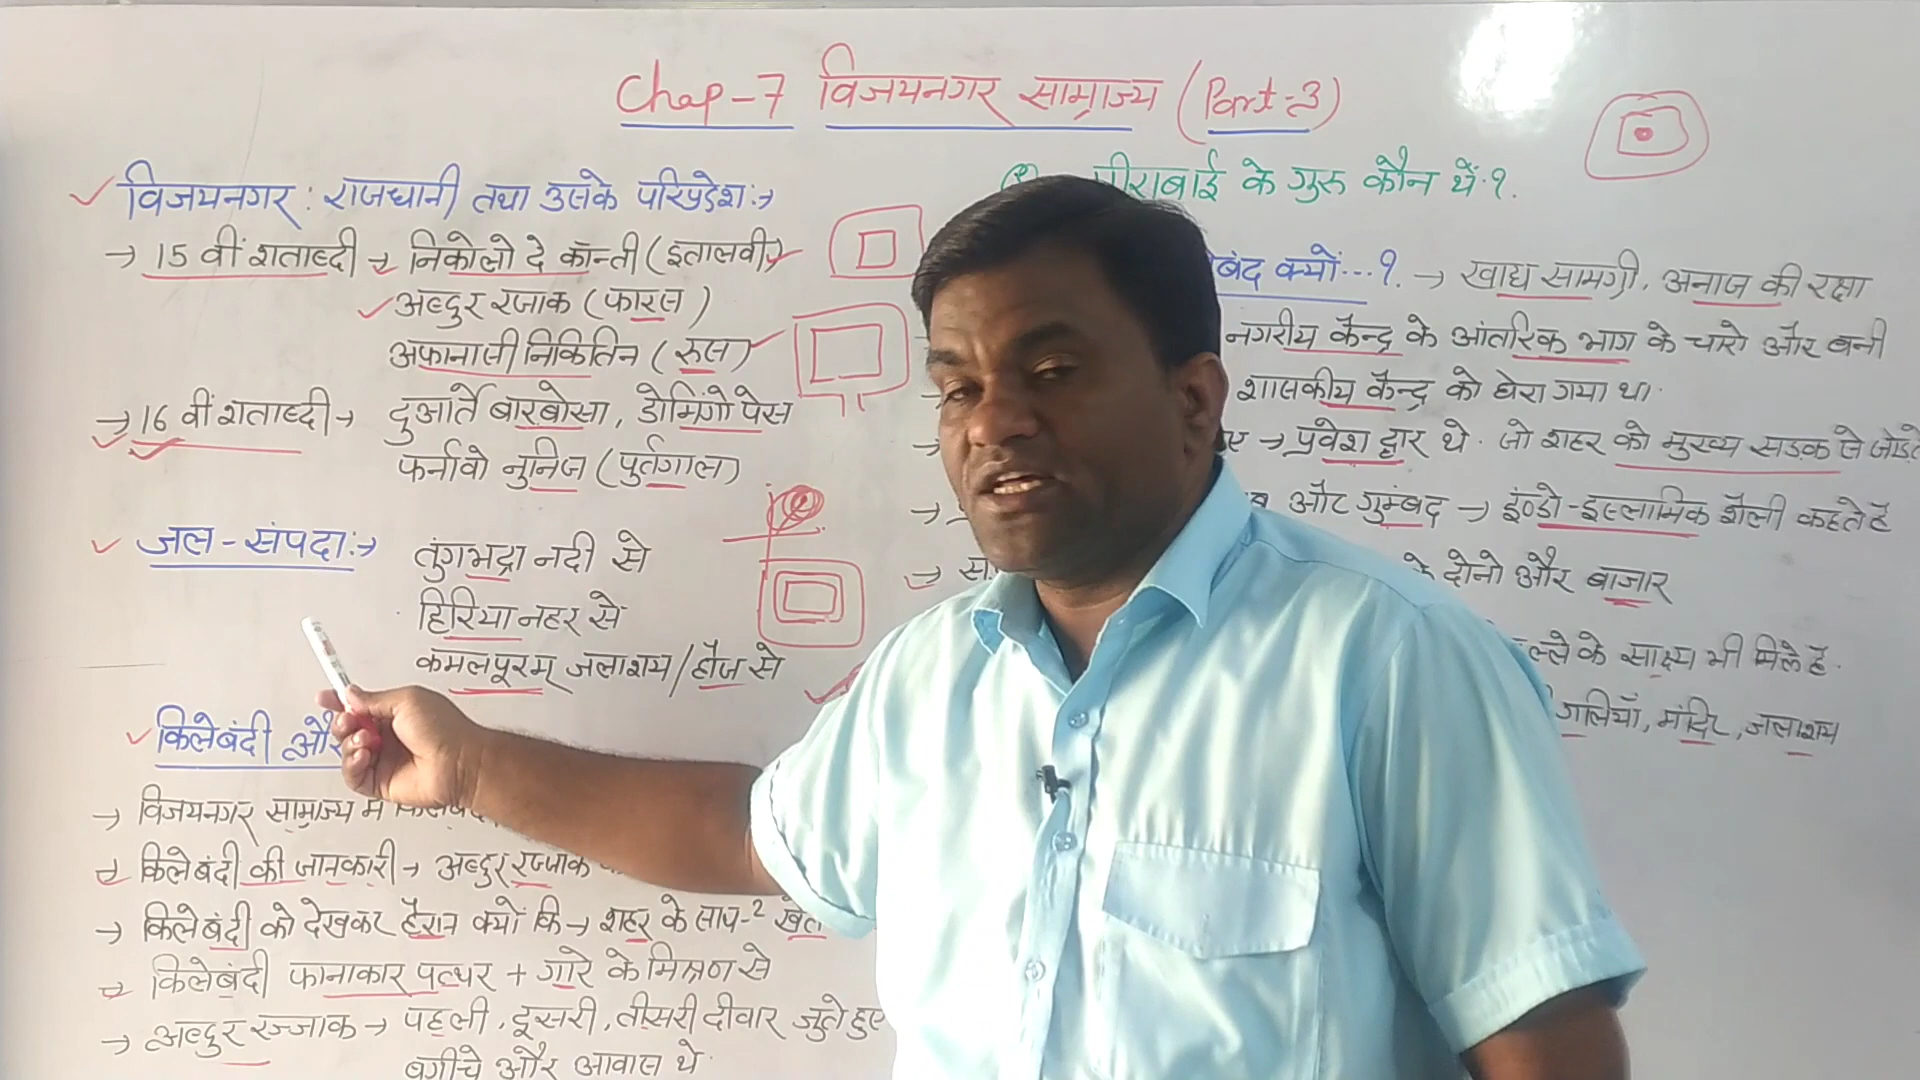 Chap-7 विजयनगर साम्राज्य (Part-3)
विजयनगर : राजधानी तथा उसके परिप्रदेश :→
→ 15 वीं शताब्दी → निकोलो दे कॉन्ती (इतालवी)
अब्दुर रजाक (फारस)
अफानासी निकितिन (रुस)
→ 16 वीं शताब्दी → दुआर्ते बारबोसा, डोमिंगो पेस
फर्नावो नुनिज (पुर्तगाल)
जल-संपदा :→ तुंगभद्रा नदी से
हिरिया नहर से
कमलपूरम् जलाशय/हौज से
किलेबंदी और
→ विजयनगर साम्राज्य में
→ किलेबंदी की जानकारी → अब्दुर रज्जाक
→ किलेबंदी को देखकर हैरान क्यों कि → शहर के साथ-2 खेत
→ किलेबंदी फानाकार पत्थर + गारे के मिश्रण से
→ अब्दुर रज्जाक → पहली, दूसरी, तीसरी दीवार जुते हुए
बगीचे और आवास थे.
मीराबाई के गुरु कौन थें.?.
क्यों...?. → खाद्य सामग्री, अनाज की रक्षा
नगरीय केन्द्र के आंतरिक भाग के चारो और बनी
शासकीय केन्द्र को घेरा गया था.
→ प्रवेश द्वार थे. जो शहर को मुख्य सड़क से जोड़ते
→ और गुम्बद → इंण्डो-इस्लामिक शैली कहते है
→ के दोनो और बाजार
के साक्ष्य भी मिले है.
गलियाँ, मंदिर, जलाशय